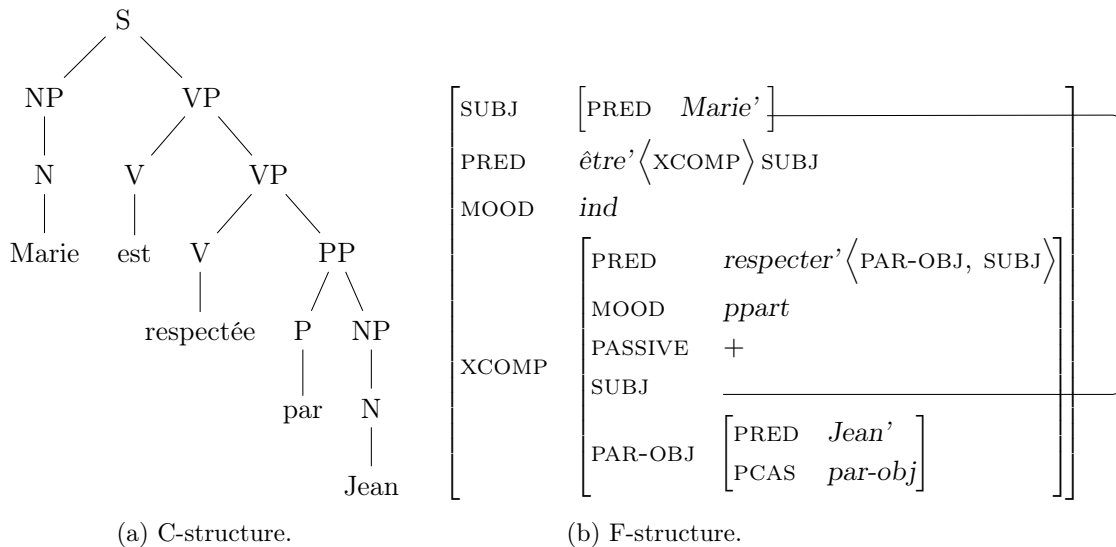 S
NP VP
N V VP
Marie est V PP
respectée P NP
par N
Jean
(a) C-structure.
SUBJ [PRED Marie’]
PRED être’⟨XCOMP⟩SUBJ
MOOD ind
XCOMP
PRED respecter’⟨PAR-OBJ, SUBJ⟩
MOOD ppart
PASSIVE +
SUBJ
PAR-OBJ
PRED Jean’
PCAS par-obj
(b) F-structure.